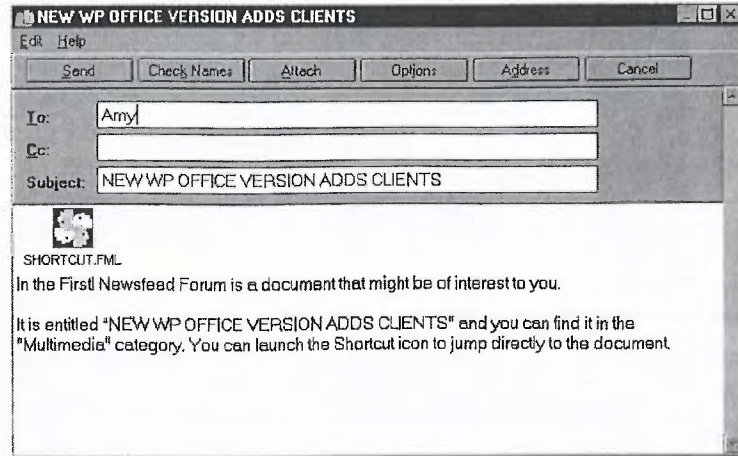 NEW WP OFFICE VERSION ADDS CLIENTS
Edit Help
Send Check Names Attach Options Address Cancel
To: Amy
Cc:
Subject: NEW WP OFFICE VERSION ADDS CLIENTS
SHORTCUT.FML
In the First! Newsfeed Forum is a document that might be of interest to you.
It is entitled "NEW WP OFFICE VERSION ADDS CLIENTS" and you can find it in the
"Multimedia" category. You can launch the Shortcut icon to jump directly to the document.